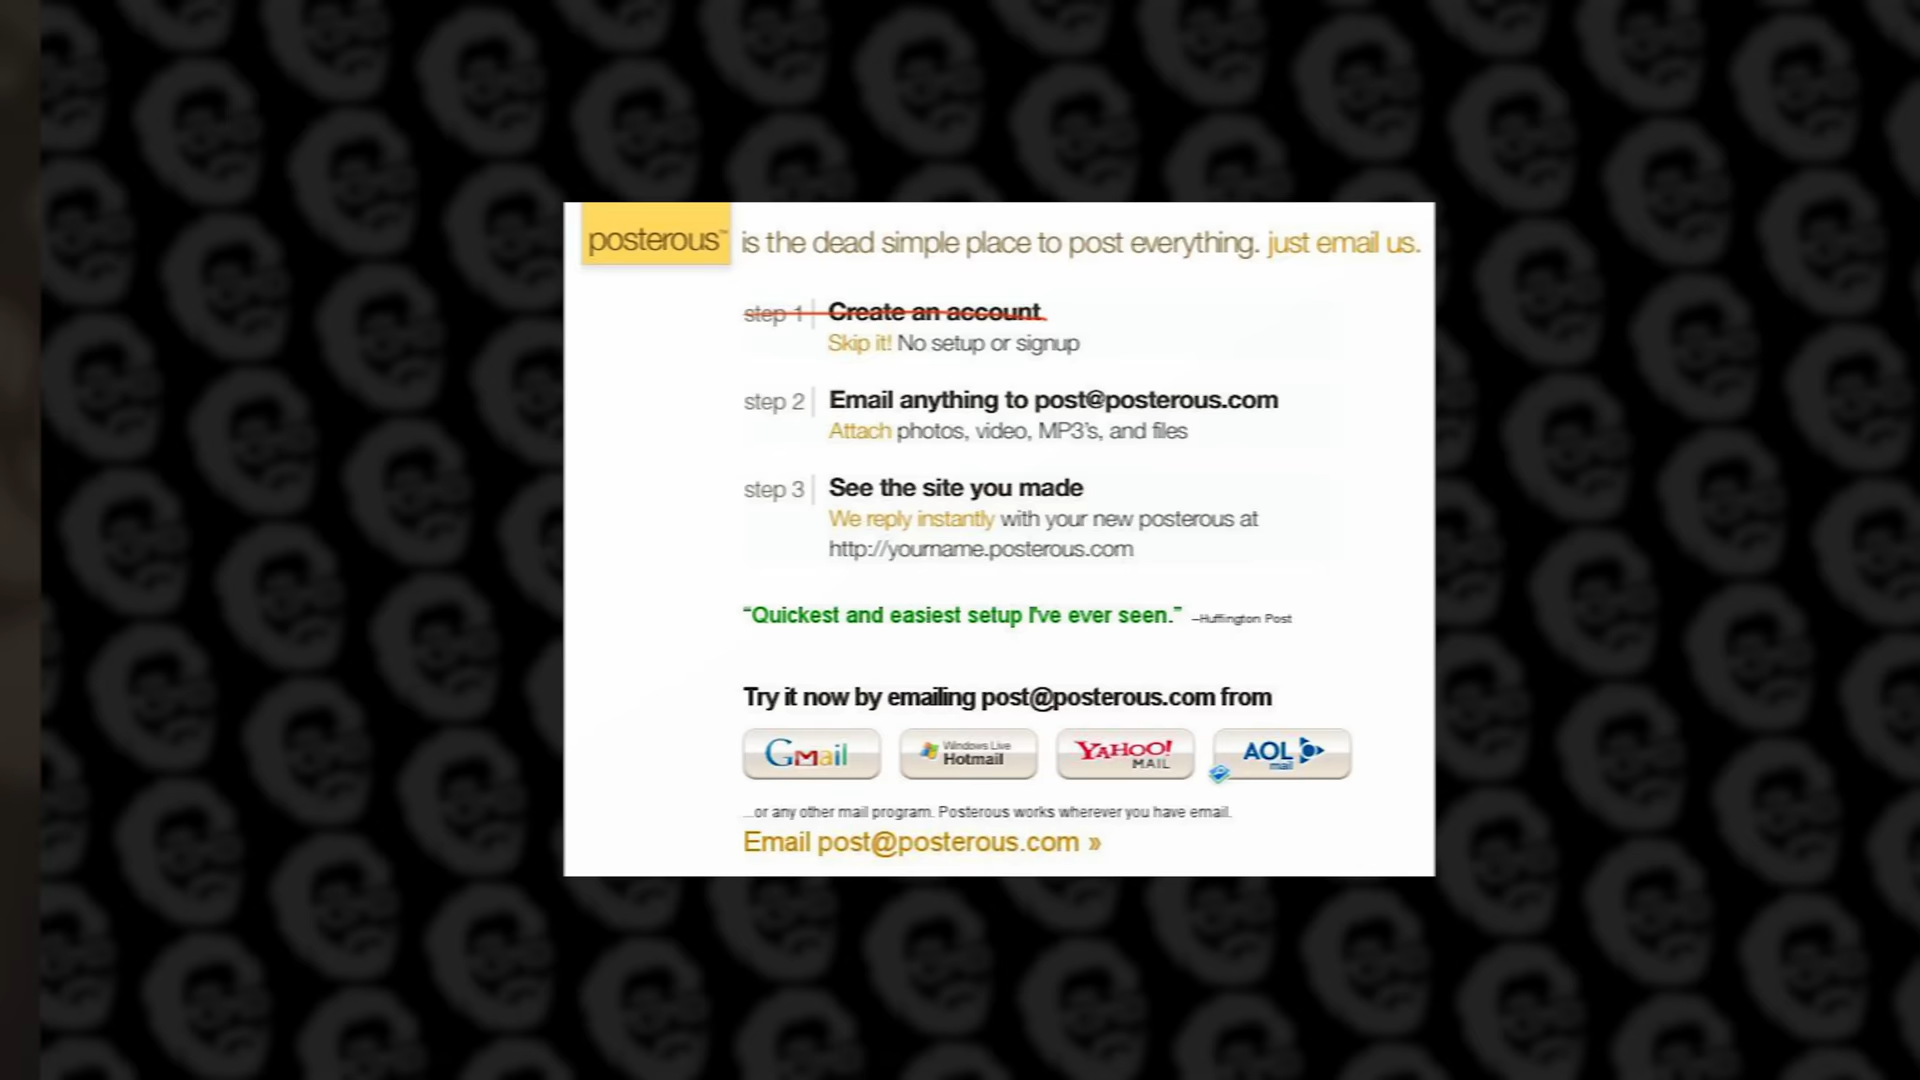 posterous™ is the dead simple place to post everything. just email us.
step 1 Create an account
Skip it! No setup or signup
step 2 Email anything to post@posterous.com
Attach photos, video, MP3's, and files
step 3 See the site you made
We reply instantly with your new posterous at
http://yourname.posterous.com
“Quickest and easiest setup I've ever seen.” –Huffington Post
Try it now by emailing post@posterous.com from
Gmail Windows Live Hotmail YAHOO! MAIL AOL mail
...or any other mail program. Posterous works wherever you have email.
Email post@posterous.com »